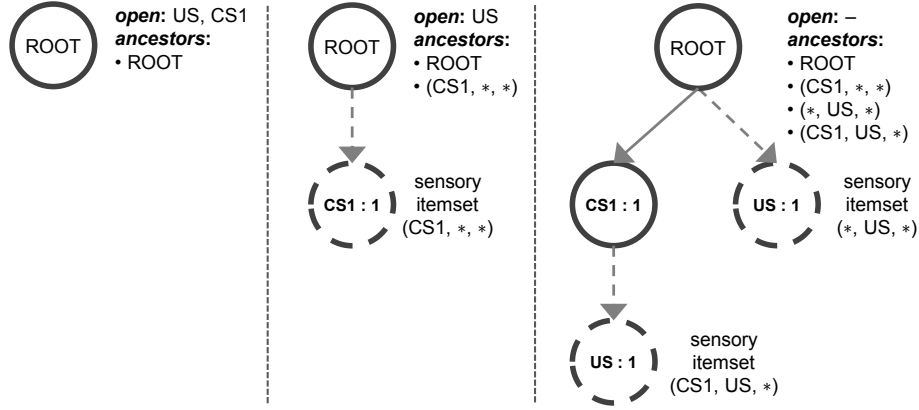 ROOT
open: US, CS1
ancestors:
• ROOT
ROOT
open: US
ancestors:
• ROOT
• (CS1, *, *)
CS1 : 1
sensory
itemset
(CS1, *, *)
ROOT
open: –
ancestors:
• ROOT
• (CS1, *, *)
• (*, US, *)
• (CS1, US, *)
CS1 : 1
US : 1
sensory
itemset
(*, US, *)
US : 1
sensory
itemset
(CS1, US, *)